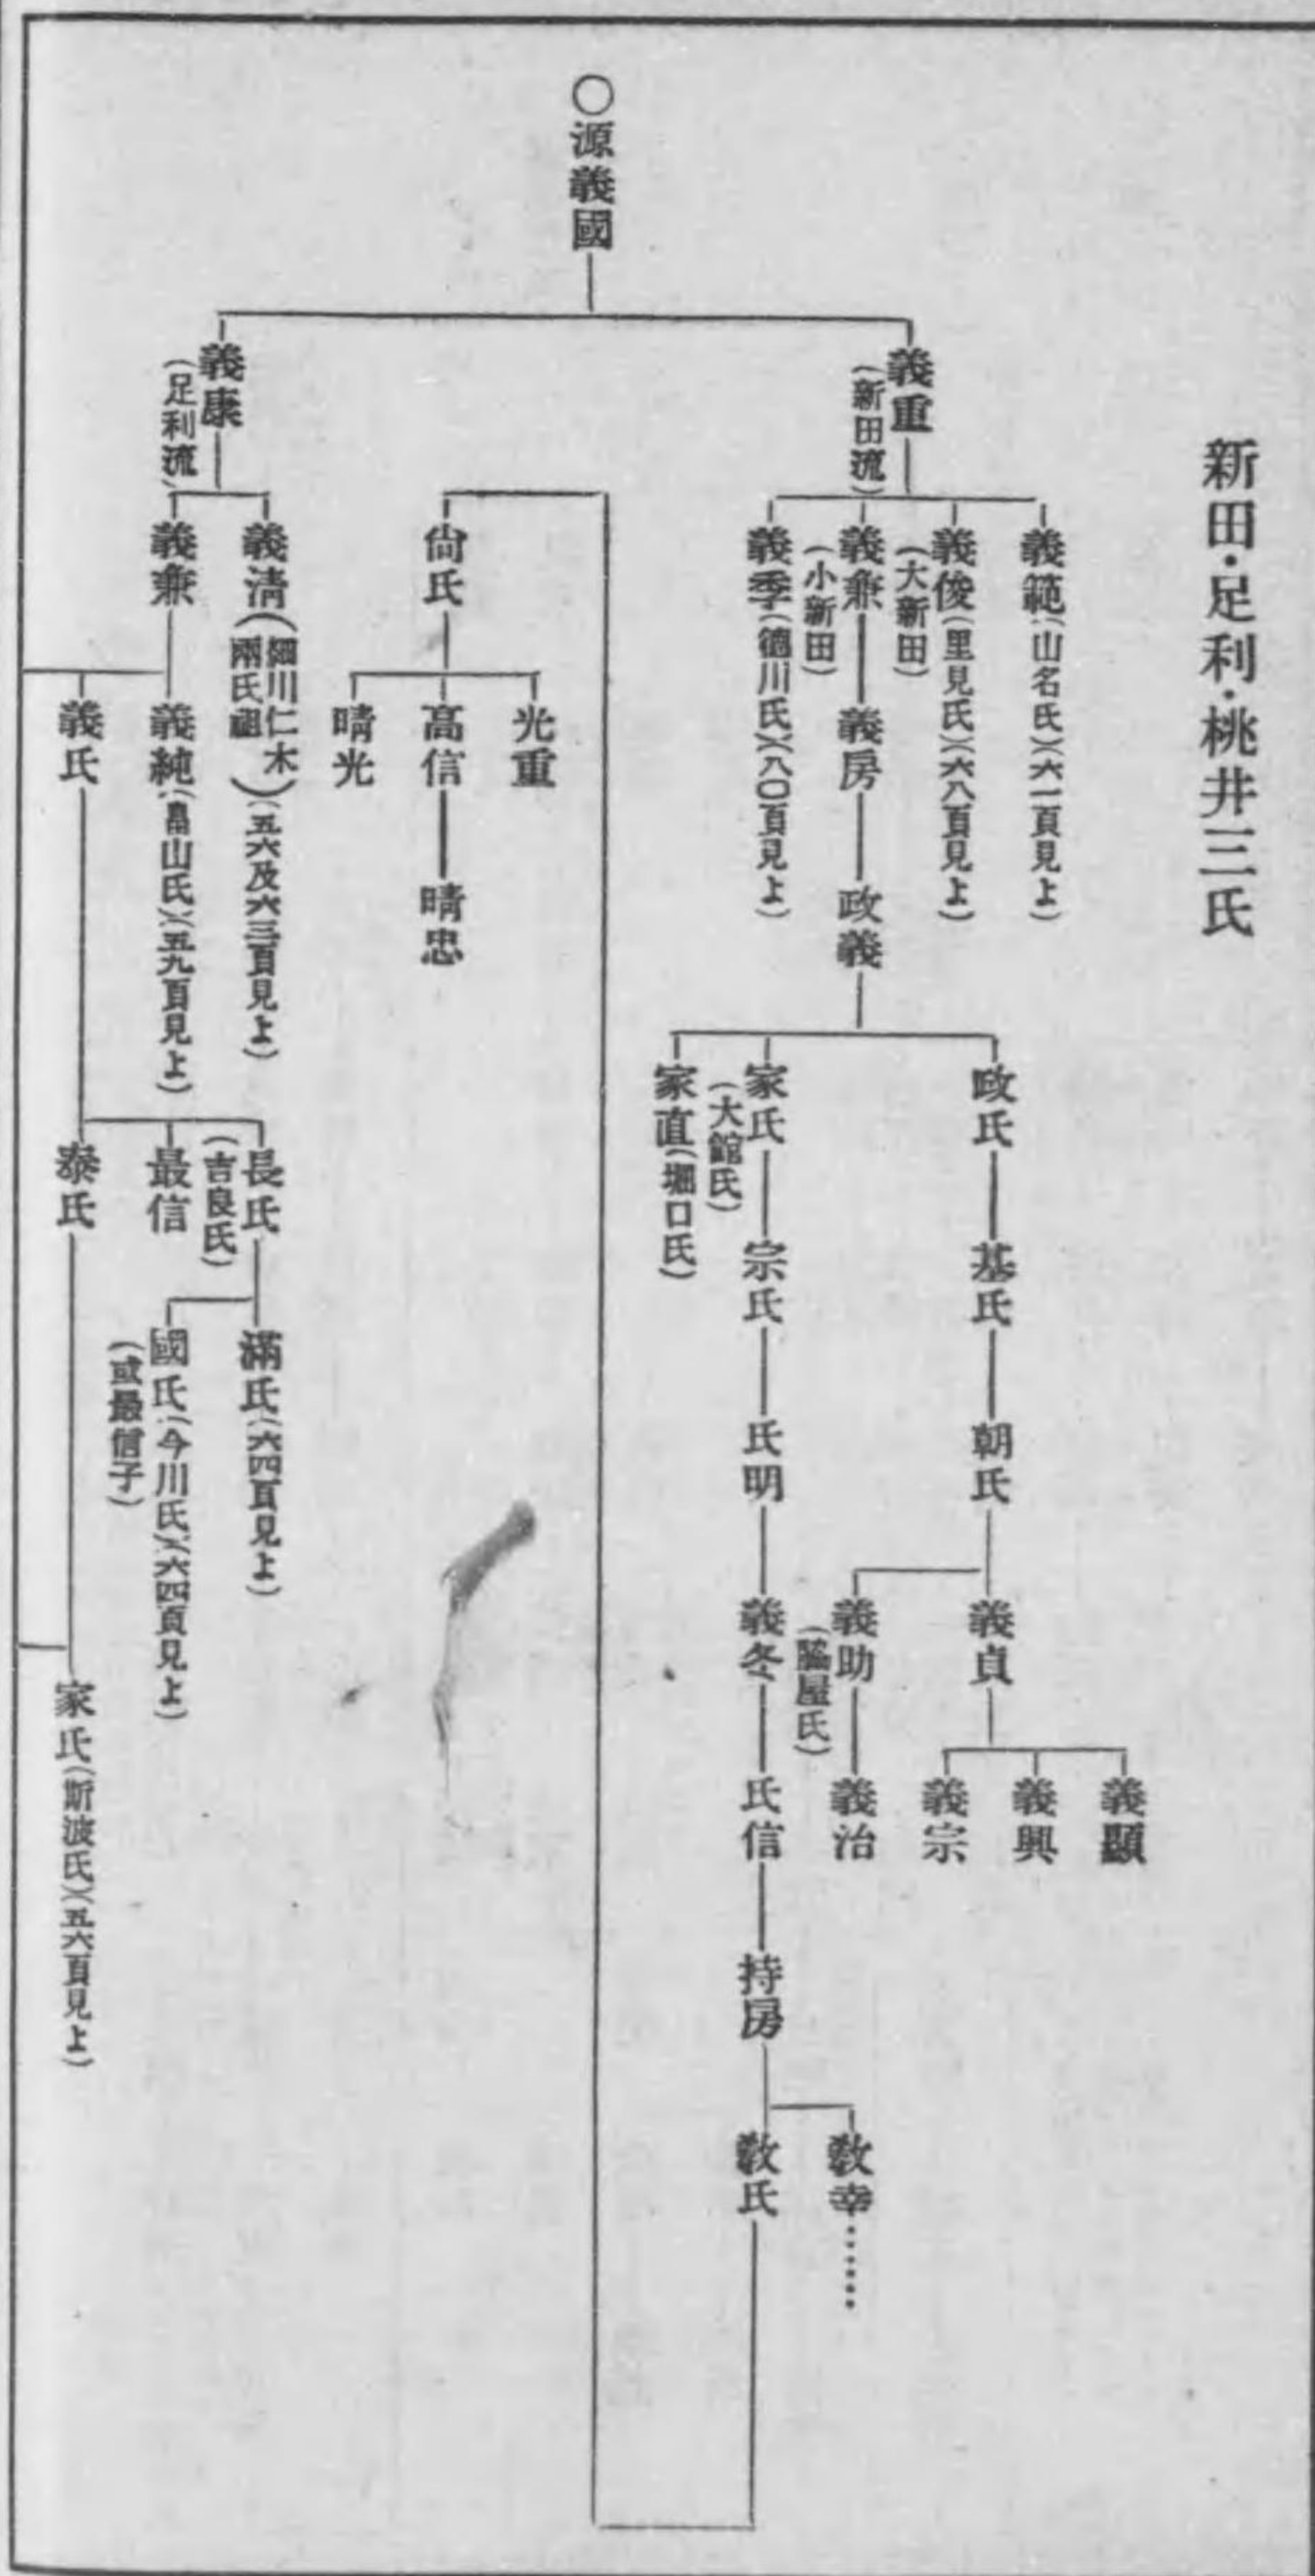 新田・足利・桃井三氏
〇源義國
義重
(新田流)
義範(山名氏)(六一頁見よ)
義俊(里見氏)(六八頁見よ)
(大新田)
義兼
(小新田)
義房
政義
義季(德川氏)(八〇頁見よ)
政氏
基氏
朝氏
義貞
義顯
義興
義宗
義助
(脇屋氏)
義治
家氏
(大館氏)
宗氏
氏明
義冬
氏信
持房
敎幸……
敎氏
家直(堀口氏)
尙氏
光重
高信
晴忠
晴光
義康
(足利流)
義淸(細川仁木兩氏祖)(五六及六三頁見よ)
義兼
義純(畠山氏)(五九頁見よ)
義氏
長氏
(吉良氏)
滿氏(六四頁見よ)
國氏(今川氏)(六四頁見よ)
(或最信子)
最信
泰氏
家氏(斯波氏)(五六頁見よ)